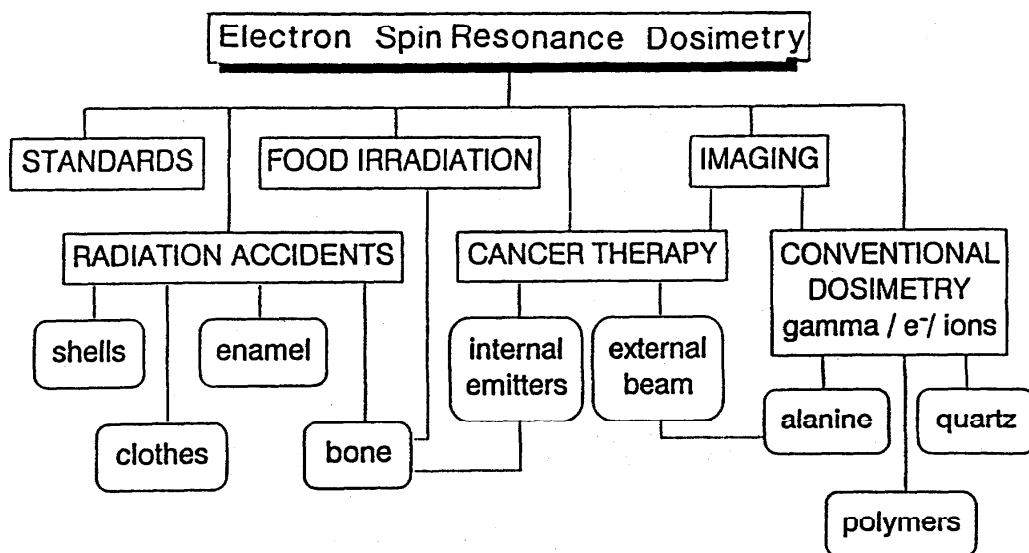 Electron Spin Resonance Dosimetry
STANDARDS
FOOD IRRADIATION
IMAGING
RADIATION ACCIDENTS
CANCER THERAPY
CONVENTIONAL
DOSIMETRY
gamma / e⁻/ ions
shells
enamel
internal
emitters
external
beam
alanine
quartz
clothes
bone
polymers